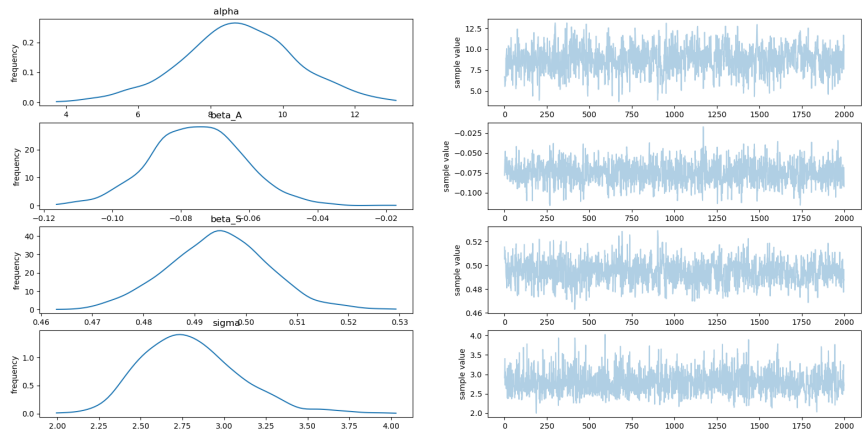 alpha
frequency
0.2
0.1
0.0
4 6 8 10 12
sample value
12.5
10.0
7.5
5.0
0 250 500 750 1000 1250 1500 1750 2000
beta_A
frequency
20
10
0
−0.12 −0.10 −0.08 −0.06 −0.04 −0.02
sample value
−0.025
−0.050
−0.075
−0.100
0 250 500 750 1000 1250 1500 1750 2000
beta_S
frequency
40
30
20
10
0
0.46 0.47 0.48 0.49 0.50 0.51 0.52 0.53
sample value
0.52
0.50
0.48
0.46
0 250 500 750 1000 1250 1500 1750 2000
sigma
frequency
1.0
0.5
0.0
2.00 2.25 2.50 2.75 3.00 3.25 3.50 3.75 4.00
sample value
4.0
3.5
3.0
2.5
2.0
0 250 500 750 1000 1250 1500 1750 2000